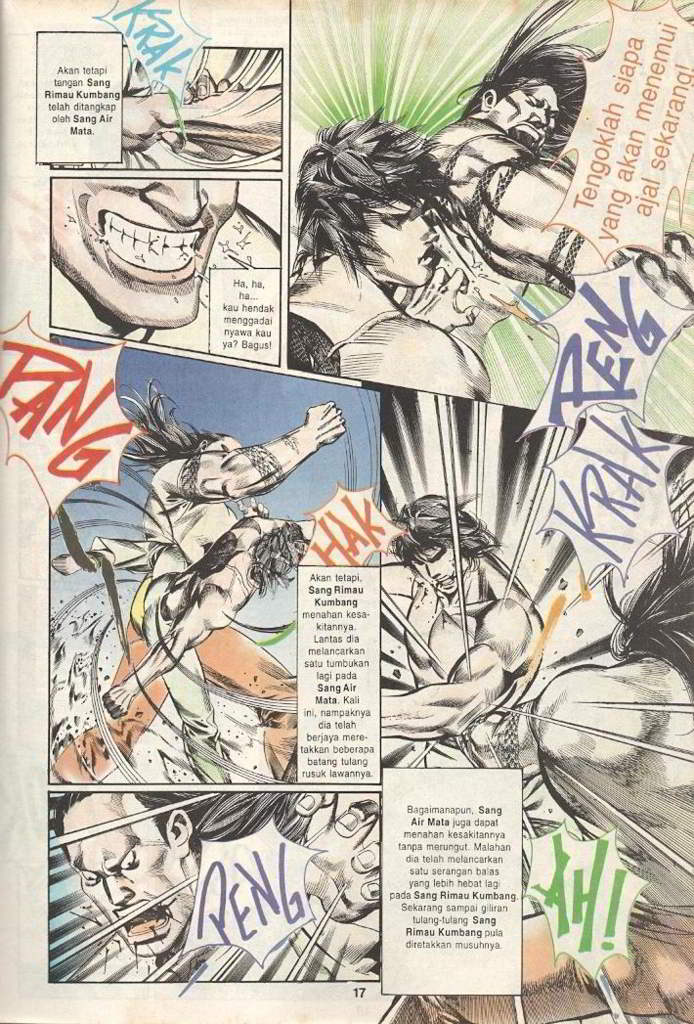 KRAK
Akan tetapi
tangan Sang
Rimau Kumbang
telah ditangkap
oleh Sang Air
Mata.
Tengoklah siapa
yang akan menemui
ajal sekarang!
Ha, ha,
ha...
kau hendak
menggadai
nyawa kau
ya? Bagus!
PENG
KRAK
PANG
HAK
Akan tetapi,
Sang Rimau
Kumbang
menahan kesa-
kitannya.
Lantas dia
melancarkan
satu tumbukan
lagi pada
Sang Air
Mata. Kali
ini, nampaknya
dia telah
berjaya mere-
takkan beberapa
batang tulang
rusuk lawannya.
PENG
Bagaimanapun, Sang
Air Mata juga dapat
menahan kesakitannya
tanpa merungut. Malahan
dia telah melancarkan
satu serangan balas
yang lebih hebat lagi
pada Sang Rimau Kumbang.
Sekarang sampai giliran
tulang-tulang Sang
Rimau Kumbang pula
diretakkan musuhnya.
AH!
17